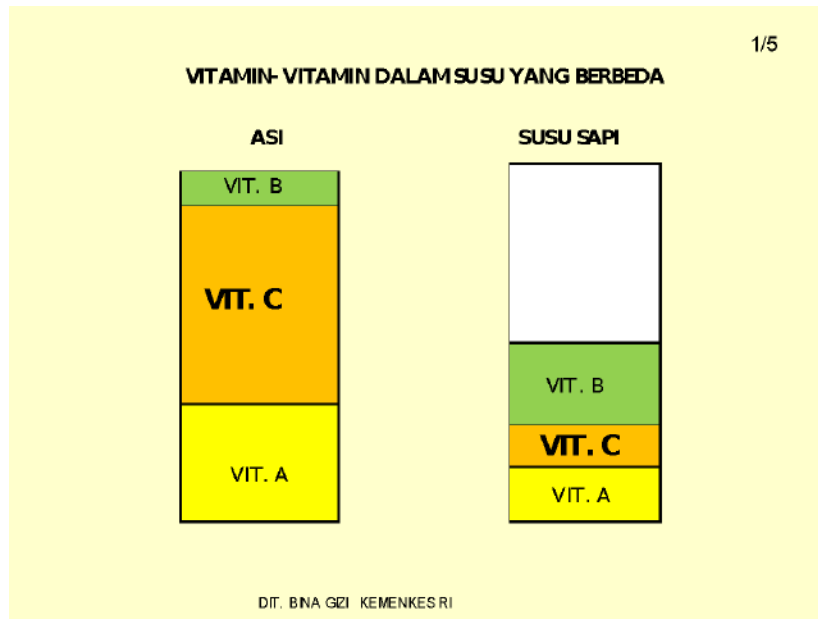 1/5
VITAMIN- VITAMIN DALAM SUSU YANG BERBEDA
ASI
SUSU SAPI
VIT. B
VIT. C
VIT. A
VIT. B
VIT. C
VIT. A
DIT. BINA GIZI KEMENKES RI